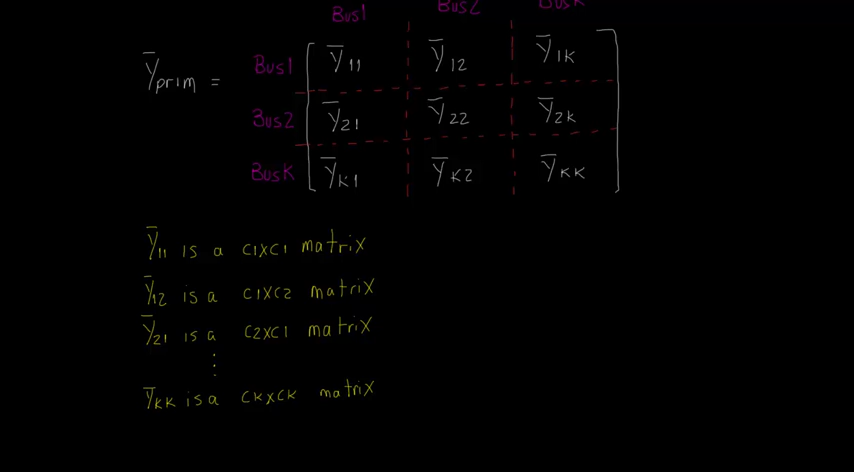 Bus1 Bus2 Busk
Bus1 Ȳ11 Ȳ12 Ȳ1K
Ȳprim =
Bus2 Ȳ21 Ȳ22 Ȳ2K
BusK ȲK1 ȲK2 ȲKK
Ȳ11 is a C1XC1 matrix
Ȳ12 is a C1XC2 matrix
Ȳ21 is a C2XC1 matrix
⋮
ȲKK is a CKXCK matrix